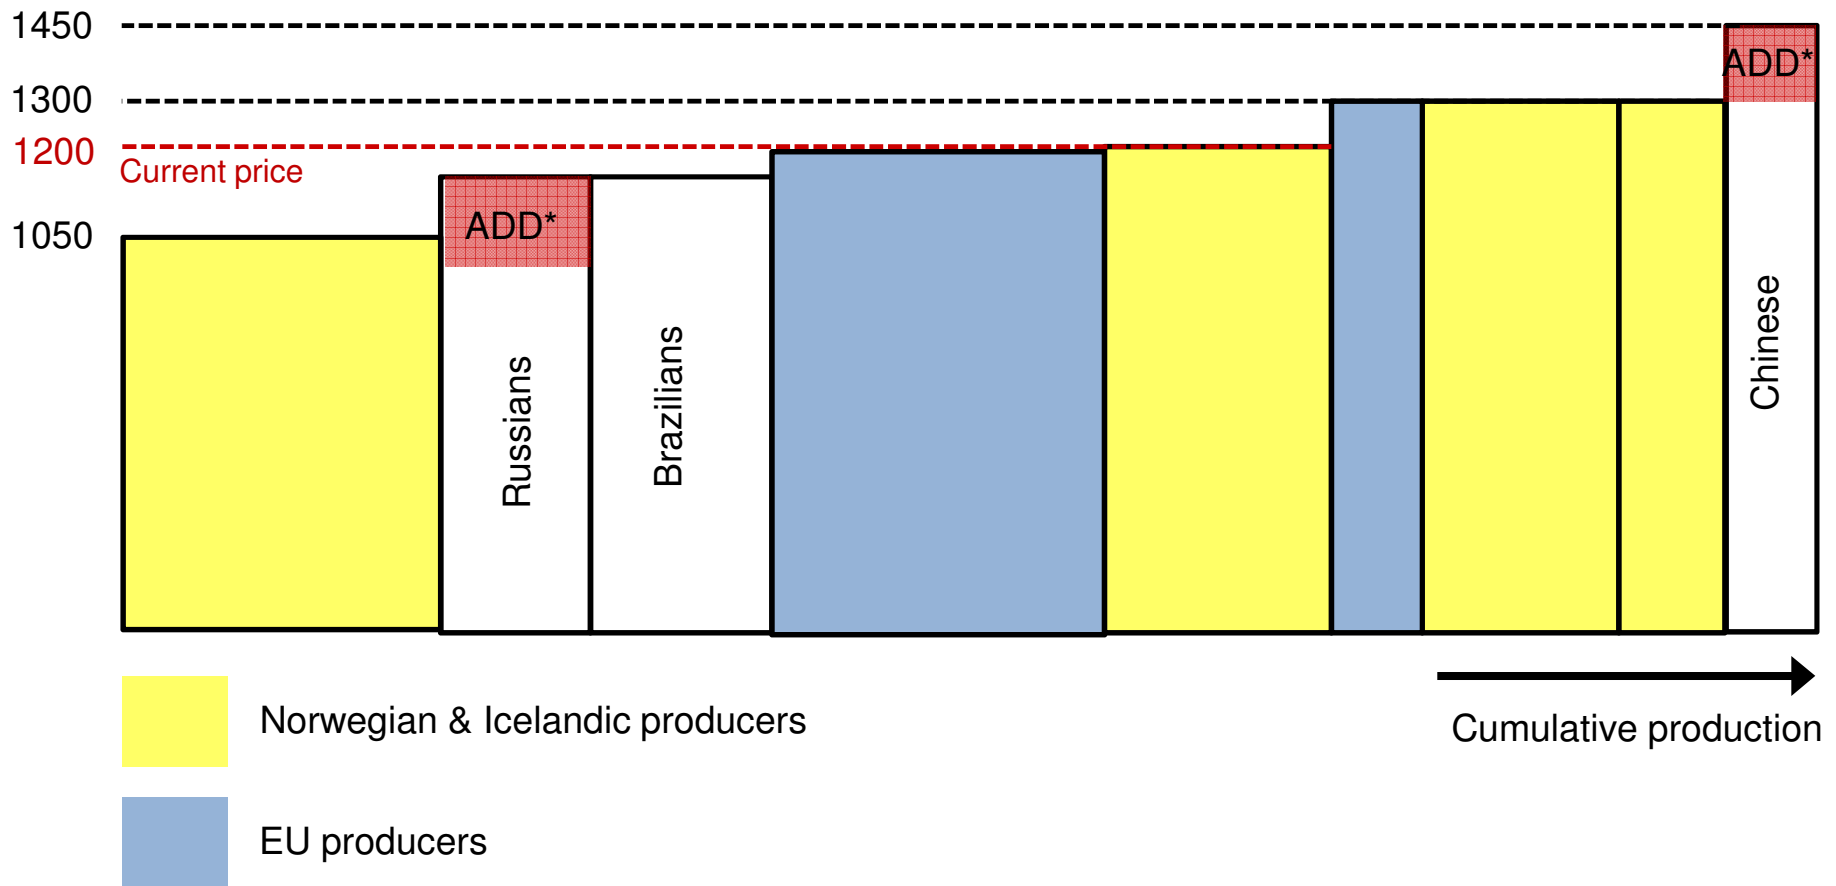 1450
ADD*
1300
1200
Current price
ADD*
1050
Russians
Brazilians
Chinese
Norwegian & Icelandic producers
Cumulative production
EU producers